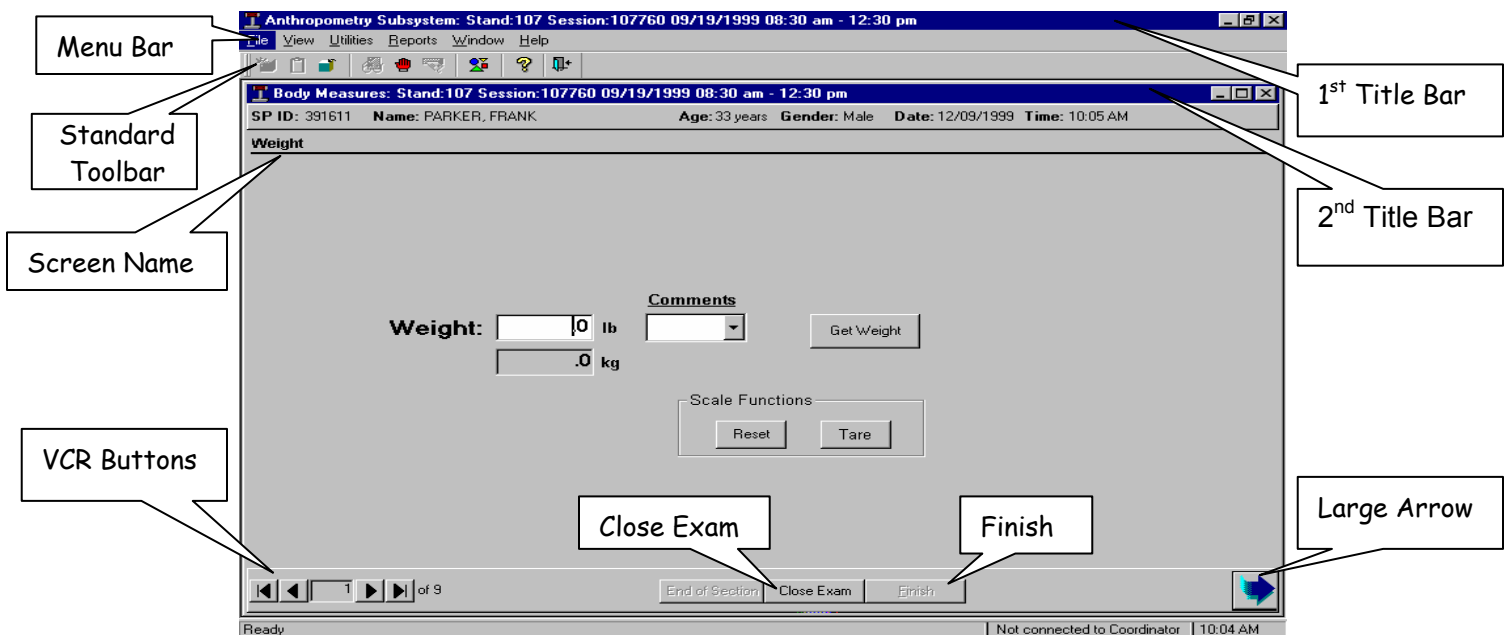 Anthropometry Subsystem: Stand:107 Session:107760 09/19/1999 08:30 am - 12:30 pm
File View Utilities Reports Window Help
Menu Bar
Body Measures: Stand:107 Session:107760 09/19/1999 08:30 am - 12:30 pm
1st Title Bar
SP ID: 391611 Name: PARKER, FRANK Age: 33 years Gender: Male Date: 12/09/1999 Time: 10:05 AM
Standard
Toolbar
Weight
2nd Title Bar
Screen Name
Comments
Weight: .0 lb Get Weight
.0 kg
Scale Functions
Reset Tare
VCR Buttons
Close Exam
Finish
Large Arrow
1 of 9 End of Section Close Exam Finish
Ready Not connected to Coordinator 10:04 AM